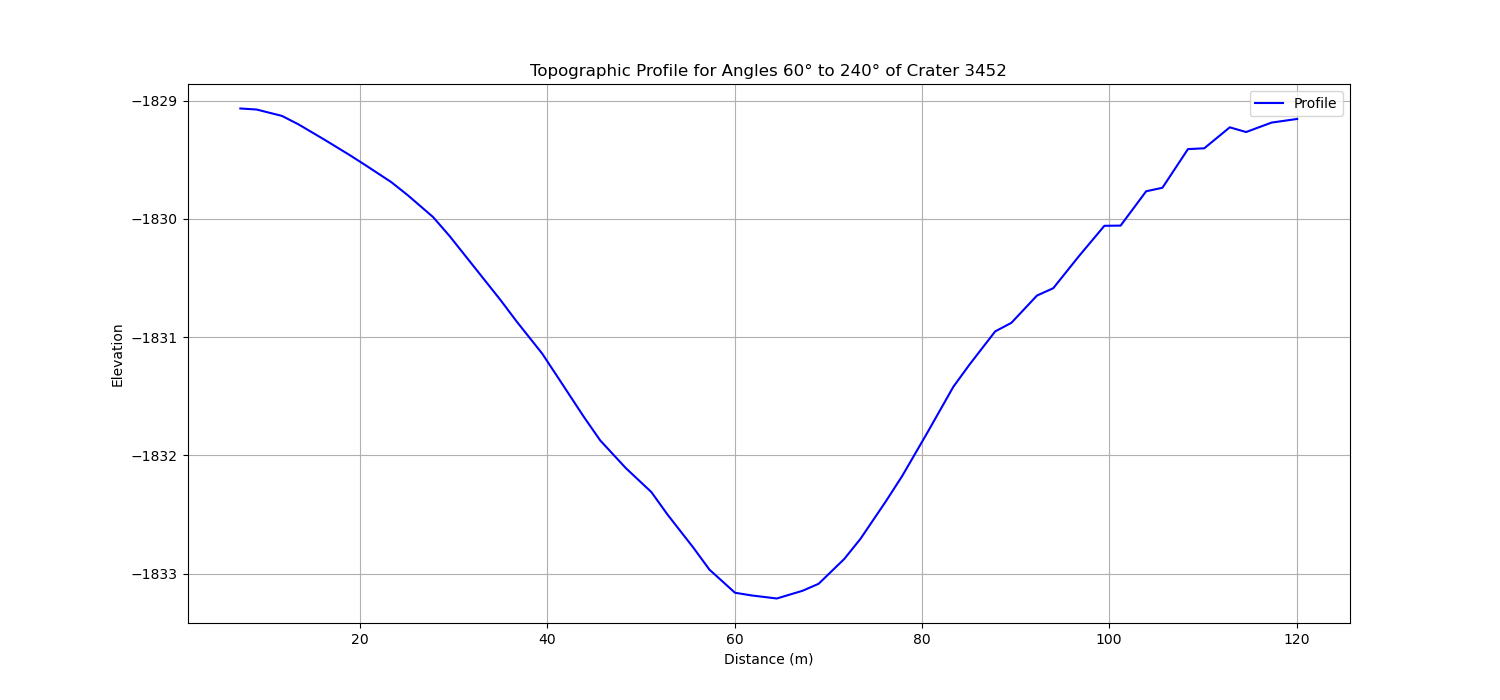 Topographic Profile for Angles 60° to 240° of Crater 3452
Profile
−1829
−1830
−1831
−1832
−1833
Elevation
20 40 60 80 100 120
Distance (m)